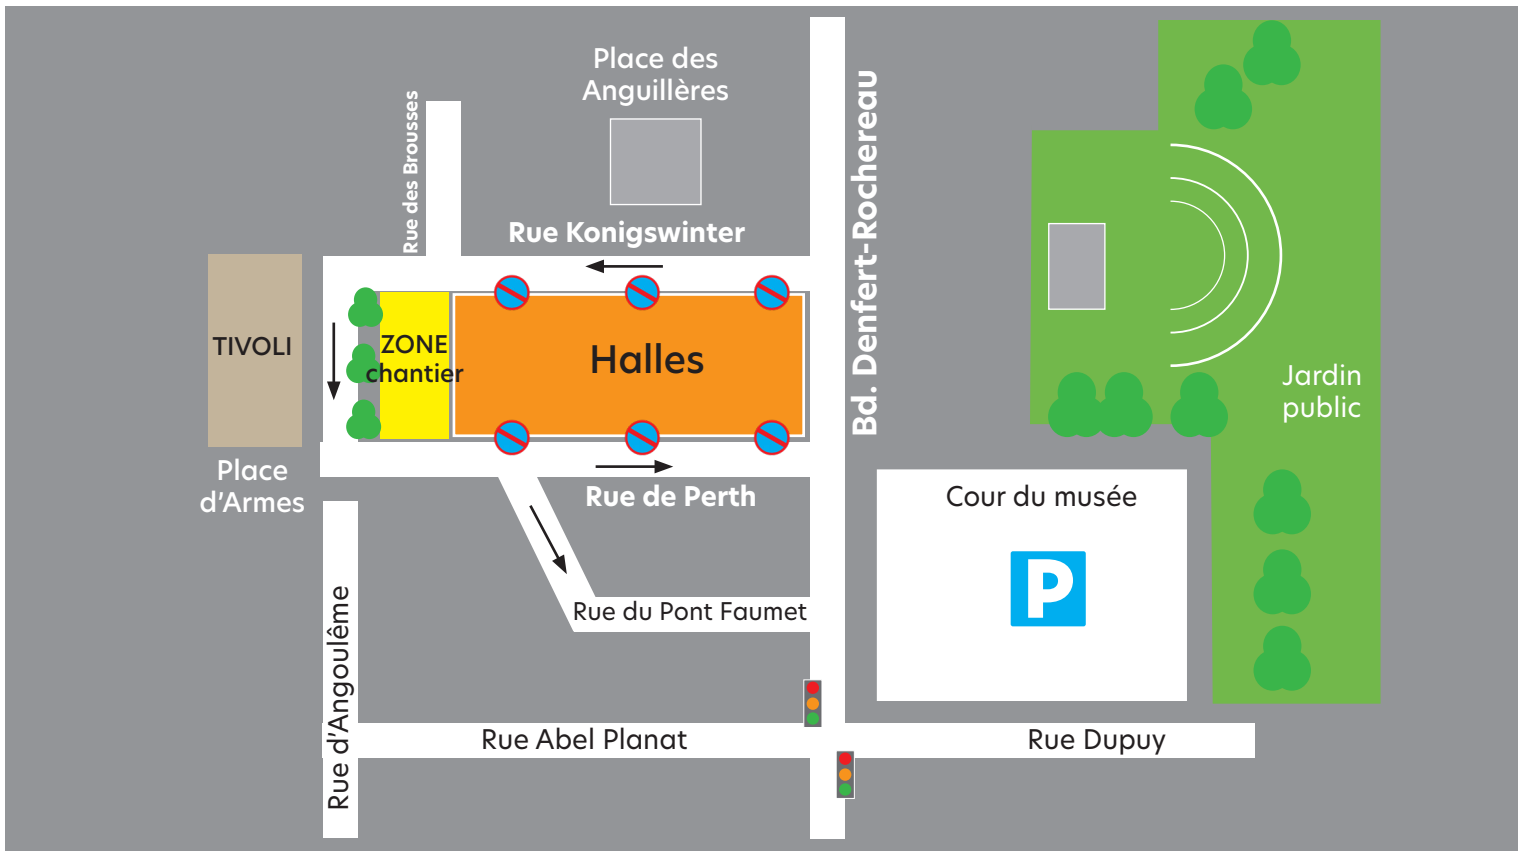 Place des
Anguillères
Rue des Brousses
Bd. Denfert-Rochereau
Rue Konigswinter
TIVOLI
ZONE
chantier
Halles
Jardin
public
Place
d'Armes
Rue de Perth
Cour du musée
P
Rue du Pont Faumet
Rue d'Angoulême
Rue Abel Planat
Rue Dupuy